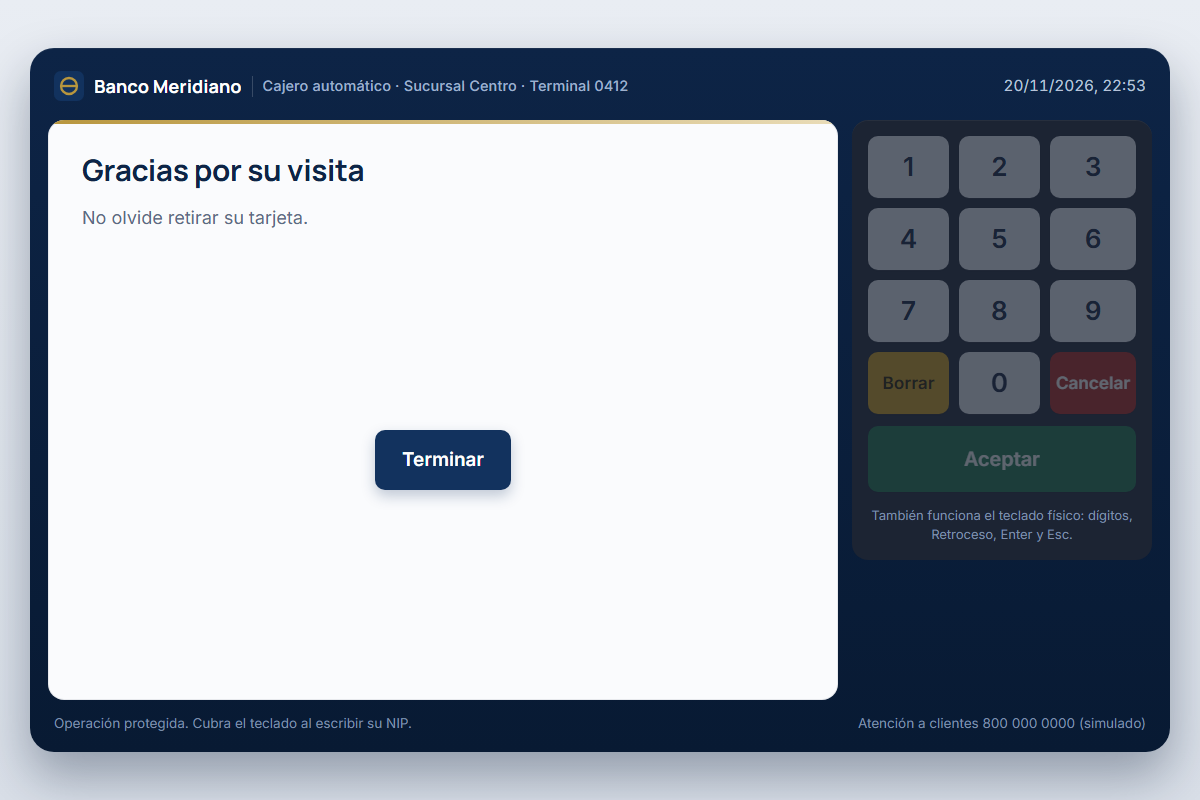 Banco Meridiano
Cajero automático · Sucursal Centro · Terminal 0412
20/11/2026, 22:53
Gracias por su visita
No olvide retirar su tarjeta.
Terminar
1 2 3
4 5 6
7 8 9
Borrar 0 Cancelar
Aceptar
También funciona el teclado físico: dígitos,
Retroceso, Enter y Esc.
Operación protegida. Cubra el teclado al escribir su NIP.
Atención a clientes 800 000 0000 (simulado)